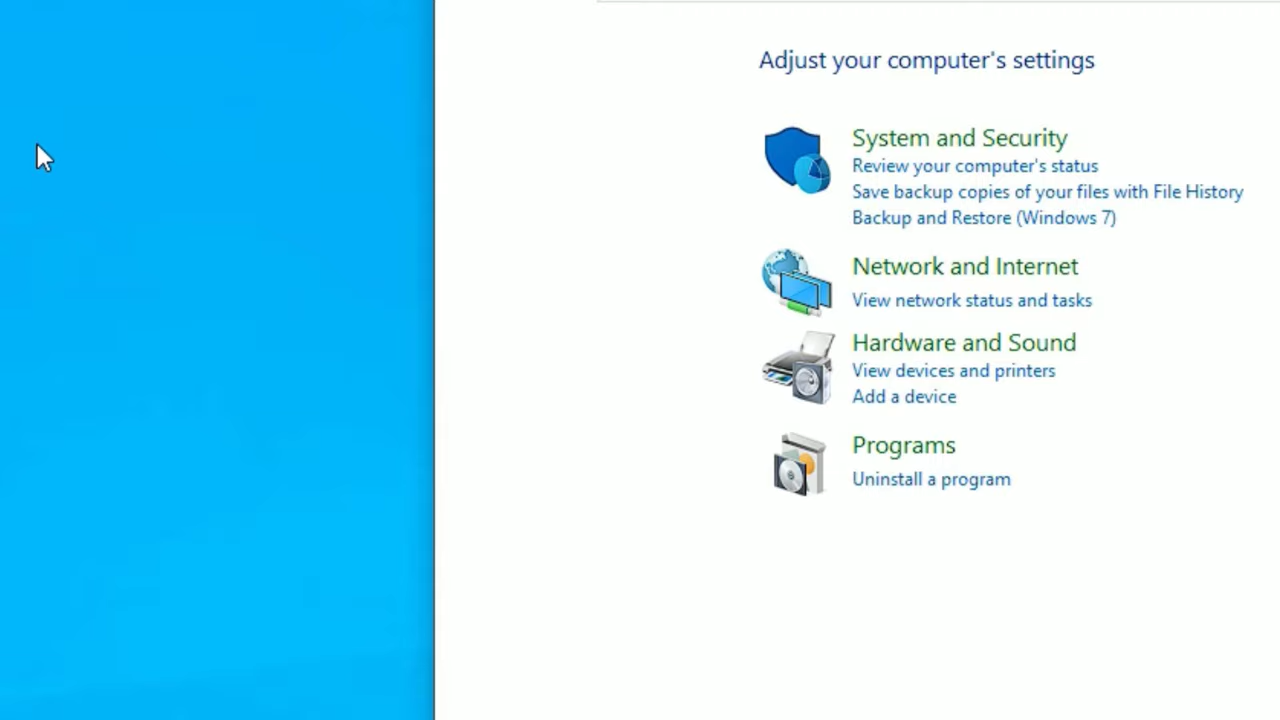 Adjust your computer's settings
System and Security
Review your computer's status
Save backup copies of your files with File History
Backup and Restore (Windows 7)
Network and Internet
View network status and tasks
Hardware and Sound
View devices and printers
Add a device
Programs
Uninstall a program